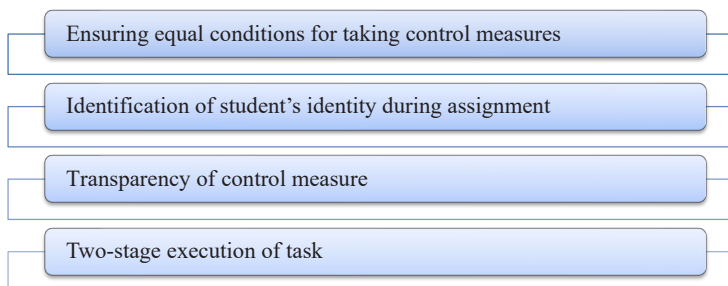 Ensuring equal conditions for taking control measures
Identification of student’s identity during assignment
Transparency of control measure
Two-stage execution of task